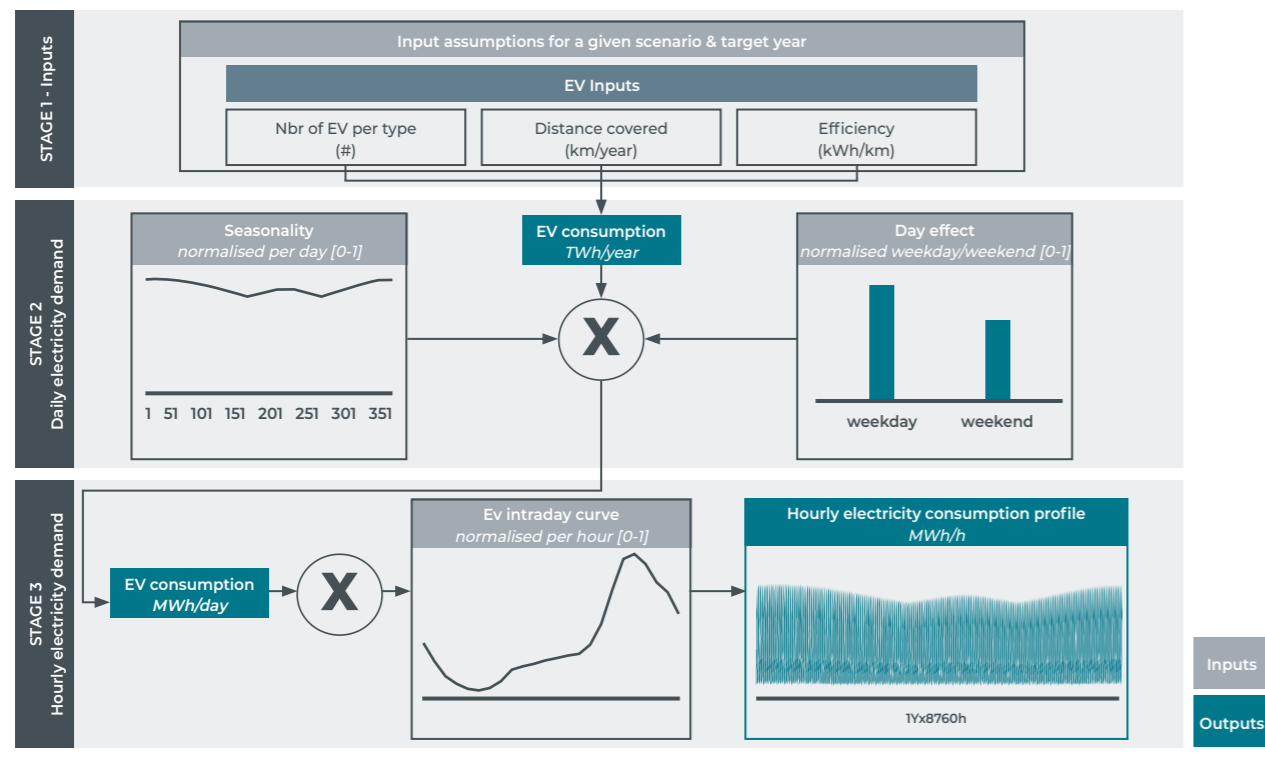 STAGE 1 - Inputs
Input assumptions for a given scenario & target year
EV Inputs
Nbr of EV per type
(#)
Distance covered
(km/year)
Efficiency
(kWh/km)
STAGE 2
Daily electricity demand
Seasonality
normalised per day [0-1]
1 51 101 151 201 251 301 351
EV consumption
TWh/year
X
Day effect
normalised weekday/weekend [0-1]
weekday weekend
STAGE 3
Hourly electricity demand
EV consumption
MWh/day
X
Ev intraday curve
normalised per hour [0-1]
Hourly electricity consumption profile
MWh/h
1Yx8760h
Inputs
Outputs